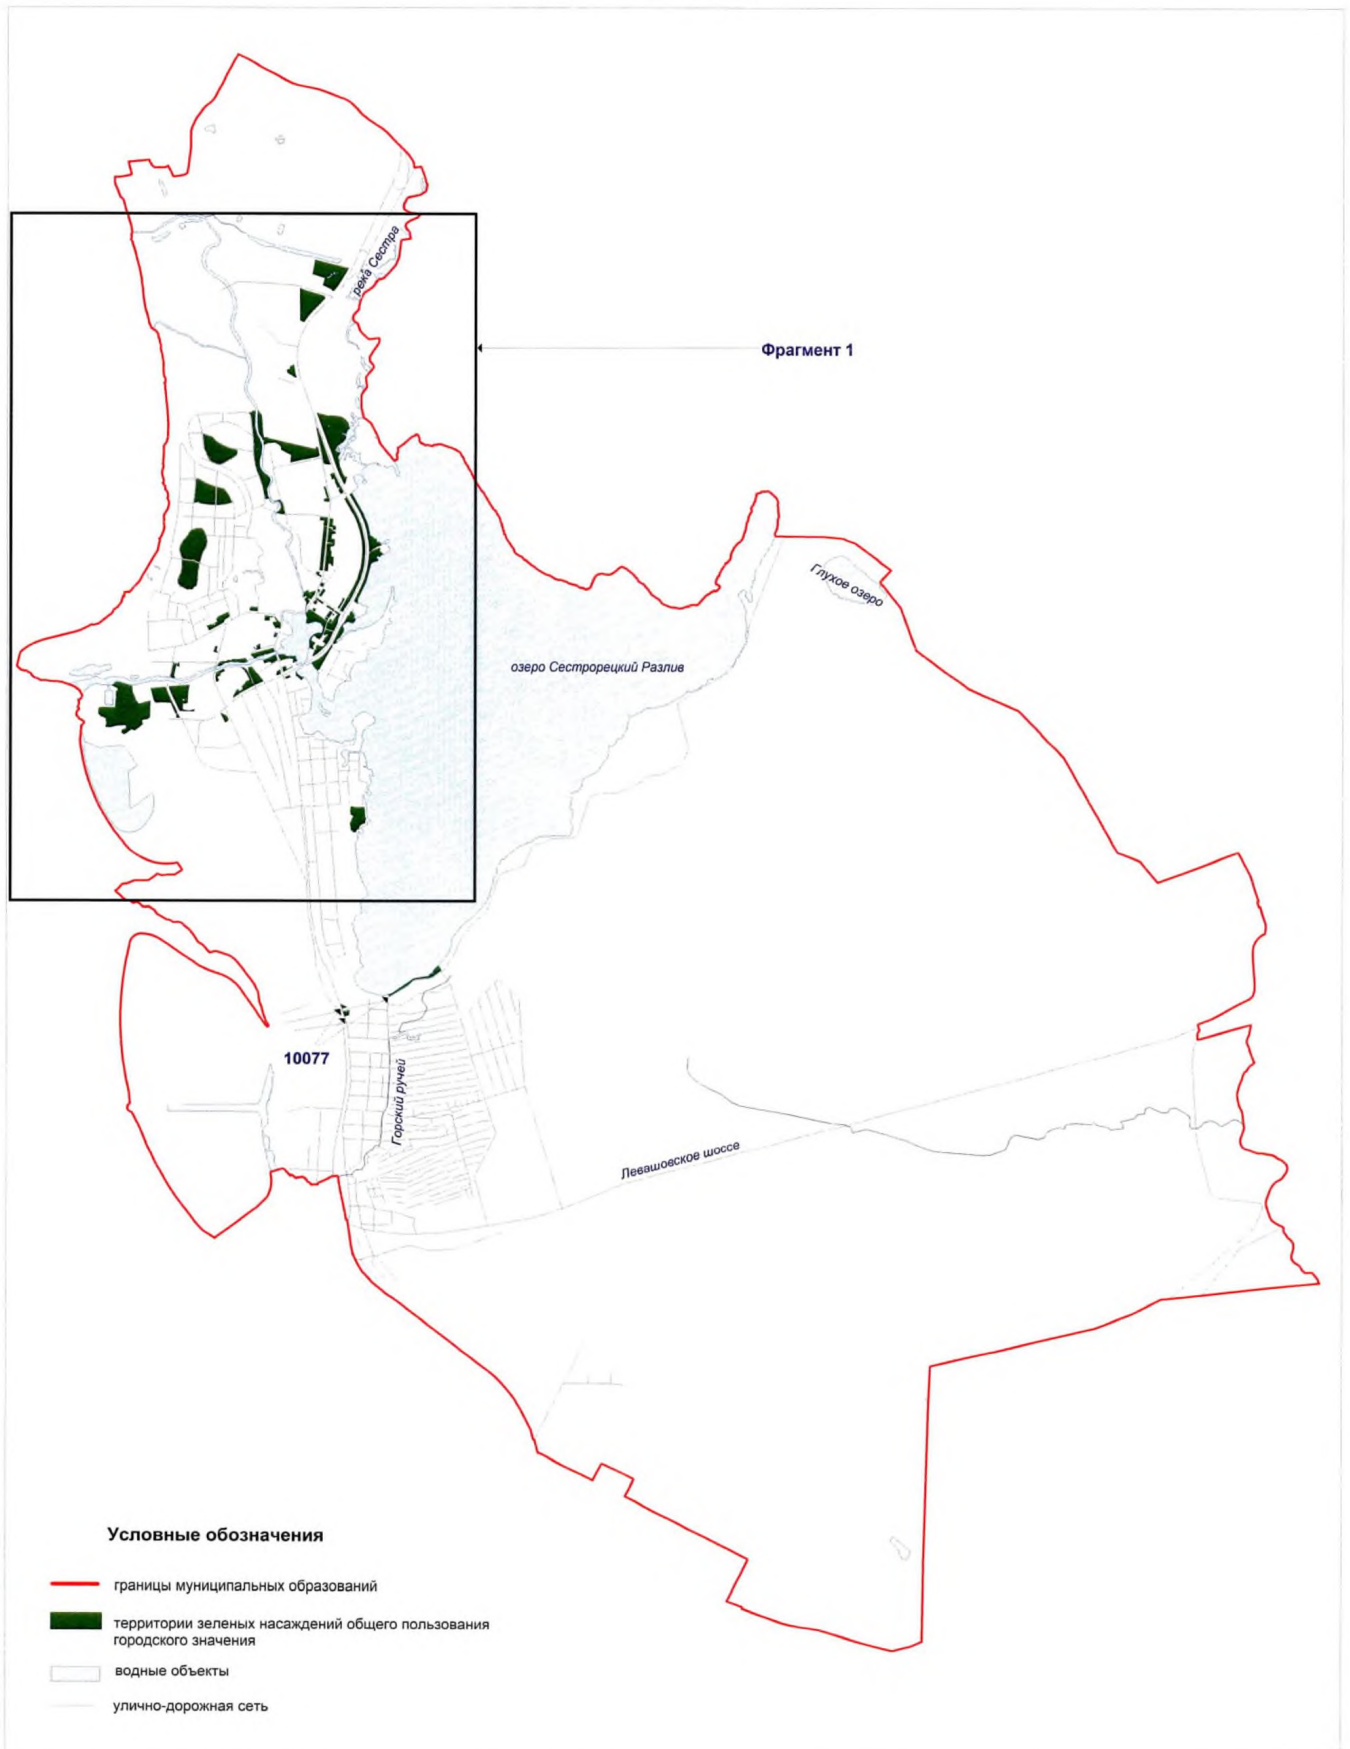 река Сестра
Фрагмент 1
Глухое озеро
озеро Сестрорецкий Разлив
10077
Горский ручей
Левашовское шоссе
Условные обозначения
границы муниципальных образований
территории зеленых насаждений общего пользования
городского значения
водные объекты
улично-дорожная сеть